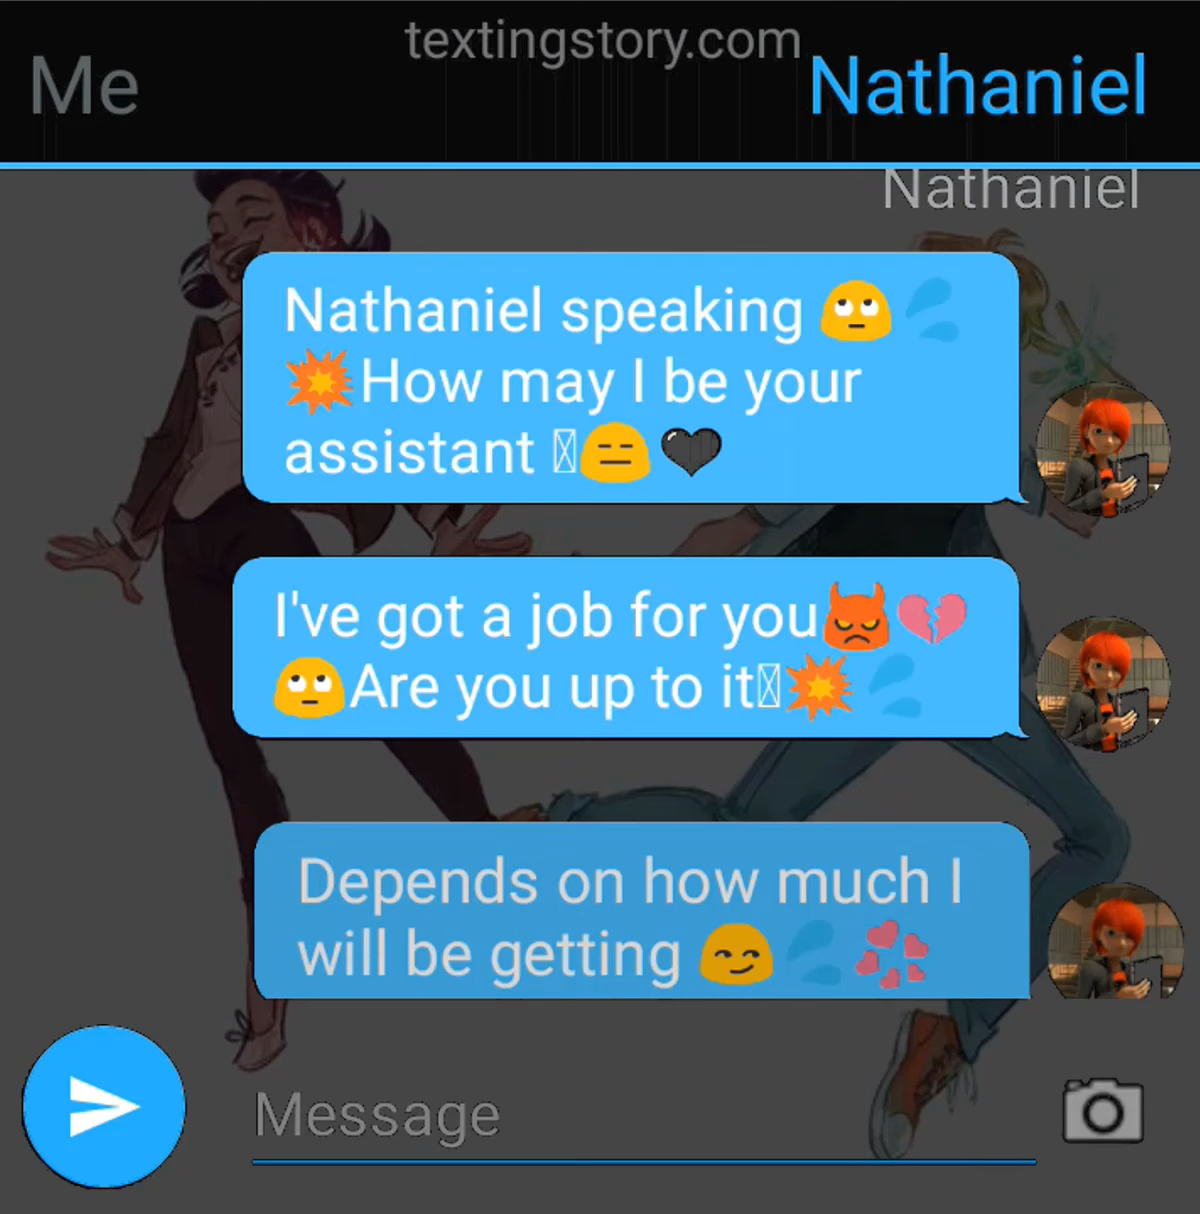 textingstory.com
Me
Nathaniel
Nathaniel
Nathaniel speaking 🙄💦
💥How may I be your
assistant 😑🖤
I've got a job for you👿💔
🙄Are you up to it💥💦
Depends on how much I
will be getting 😏💦💞
Message